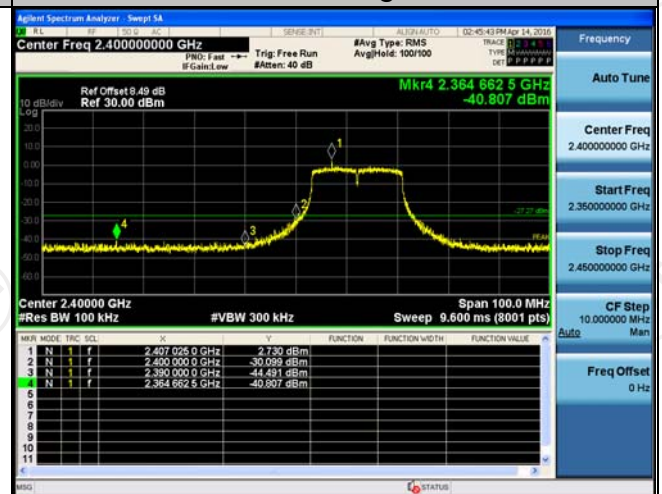 Agilent Spectrum Analyzer - Swept SA
RL RF 50 Ω AC SENSE:INT ALIGN AUTO 02:45:43 PM Apr 14, 2016
Center Freq 2.400000000 GHz
PNO: Fast
IFGain:Low
Trig: Free Run
#Atten: 40 dB
#Avg Type: RMS
Avg|Hold: 100/100
TRACE 1 2 3 4 5 6
TYPE
DET P P P P P P
Ref Offset 8.49 dB
Ref 30.00 dBm
10 dB/div
Log
Mkr4 2.364 662 5 GHz
-40.807 dBm
20.0
10.0
0.00
-10.0
-20.0
-30.0
-40.0
-50.0
-60.0
1
2
3
4
-27.27 dBm
PEAK
Center 2.40000 GHz
Span 100.0 MHz
#Res BW 100 kHz
#VBW 300 kHz
Sweep 9.600 ms (8001 pts)
MKR MODE TRC SCL X Y FUNCTION FUNCTION WIDTH FUNCTION VALUE
1 N 1 f 2.407 025 0 GHz 2.730 dBm
2 N 1 f 2.400 000 0 GHz -30.099 dBm
3 N 1 f 2.390 000 0 GHz -44.491 dBm
4 N 1 f 2.364 662 5 GHz -40.807 dBm
5
6
7
8
9
10
11
MSG
STATUS
Frequency
Auto Tune
Center Freq
2.400000000 GHz
Start Freq
2.350000000 GHz
Stop Freq
2.450000000 GHz
CF Step
10.000000 MHz
Auto Man
Freq Offset
0 Hz